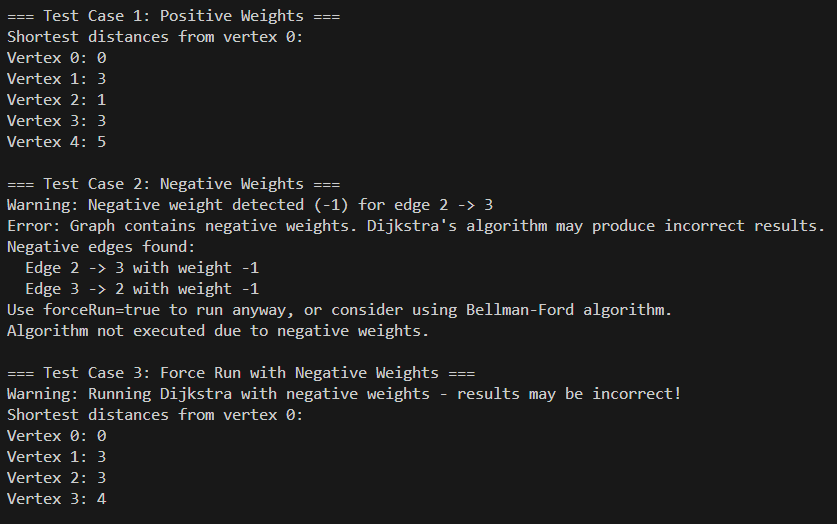 === Test Case 1: Positive Weights ===
Shortest distances from vertex 0:
Vertex 0: 0
Vertex 1: 3
Vertex 2: 1
Vertex 3: 3
Vertex 4: 5

=== Test Case 2: Negative Weights ===
Warning: Negative weight detected (-1) for edge 2 -> 3
Error: Graph contains negative weights. Dijkstra's algorithm may produce incorrect results.
Negative edges found:
  Edge 2 -> 3 with weight -1
  Edge 3 -> 2 with weight -1
Use forceRun=true to run anyway, or consider using Bellman-Ford algorithm.
Algorithm not executed due to negative weights.

=== Test Case 3: Force Run with Negative Weights ===
Warning: Running Dijkstra with negative weights - results may be incorrect!
Shortest distances from vertex 0:
Vertex 0: 0
Vertex 1: 3
Vertex 2: 3
Vertex 3: 4